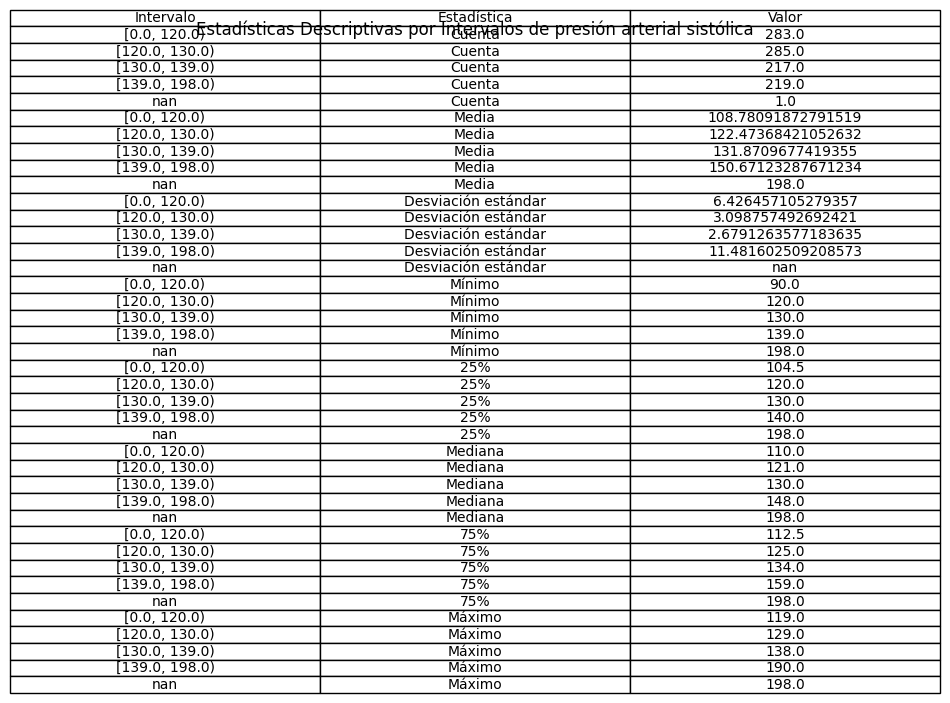 Intervalo Estadística Valor
Estadísticas Descriptivas por intervalos de presión arterial sistólica
[0.0, 120.0) Cuenta 283.0
[120.0, 130.0) Cuenta 285.0
[130.0, 139.0) Cuenta 217.0
[139.0, 198.0) Cuenta 219.0
nan Cuenta 1.0
[0.0, 120.0) Media 108.78091872791519
[120.0, 130.0) Media 122.47368421052632
[130.0, 139.0) Media 131.8709677419355
[139.0, 198.0) Media 150.67123287671234
nan Media 198.0
[0.0, 120.0) Desviación estándar 6.426457105279357
[120.0, 130.0) Desviación estándar 3.098757492692421
[130.0, 139.0) Desviación estándar 2.6791263577183635
[139.0, 198.0) Desviación estándar 11.481602509208573
nan Desviación estándar nan
[0.0, 120.0) Mínimo 90.0
[120.0, 130.0) Mínimo 120.0
[130.0, 139.0) Mínimo 130.0
[139.0, 198.0) Mínimo 139.0
nan Mínimo 198.0
[0.0, 120.0) 25% 104.5
[120.0, 130.0) 25% 120.0
[130.0, 139.0) 25% 130.0
[139.0, 198.0) 25% 140.0
nan 25% 198.0
[0.0, 120.0) Mediana 110.0
[120.0, 130.0) Mediana 121.0
[130.0, 139.0) Mediana 130.0
[139.0, 198.0) Mediana 148.0
nan Mediana 198.0
[0.0, 120.0) 75% 112.5
[120.0, 130.0) 75% 125.0
[130.0, 139.0) 75% 134.0
[139.0, 198.0) 75% 159.0
nan 75% 198.0
[0.0, 120.0) Máximo 119.0
[120.0, 130.0) Máximo 129.0
[130.0, 139.0) Máximo 138.0
[139.0, 198.0) Máximo 190.0
nan Máximo 198.0